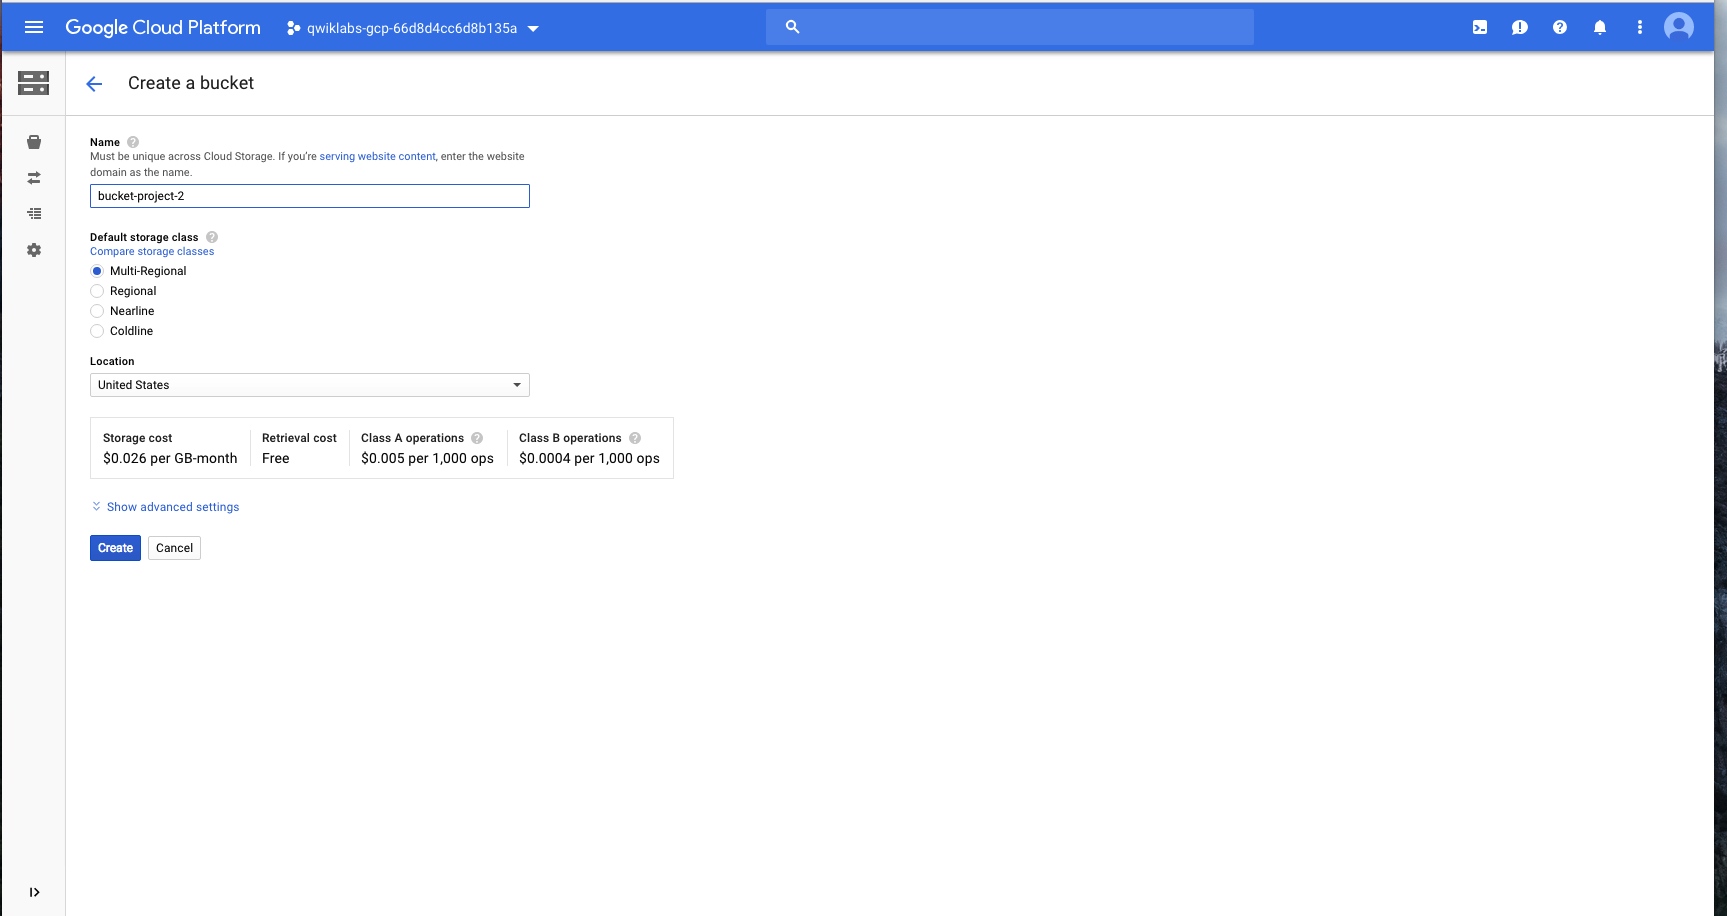 Google Cloud Platform
qwiklabs-gcp-66d8d4cc6d8b135a
Create a bucket
Name
Must be unique across Cloud Storage. If you're serving website content, enter the website
domain as the name.
bucket-project-2
Default storage class
Compare storage classes
Multi-Regional
Regional
Nearline
Coldline
Location
United States
Storage cost Retrieval cost Class A operations Class B operations
$0.026 per GB-month Free $0.005 per 1,000 ops $0.0004 per 1,000 ops
Show advanced settings
Create Cancel